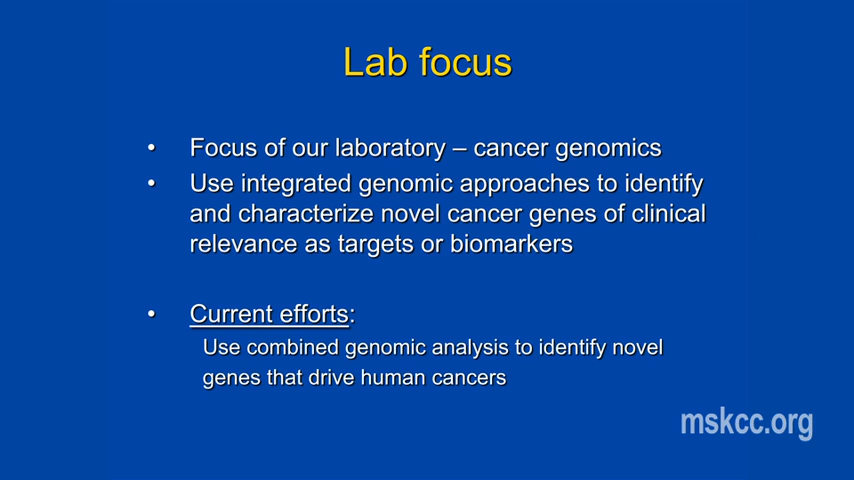 Lab focus
• Focus of our laboratory – cancer genomics
• Use integrated genomic approaches to identify
and characterize novel cancer genes of clinical
relevance as targets or biomarkers
• Current efforts:
Use combined genomic analysis to identify novel
genes that drive human cancers
mskcc.org